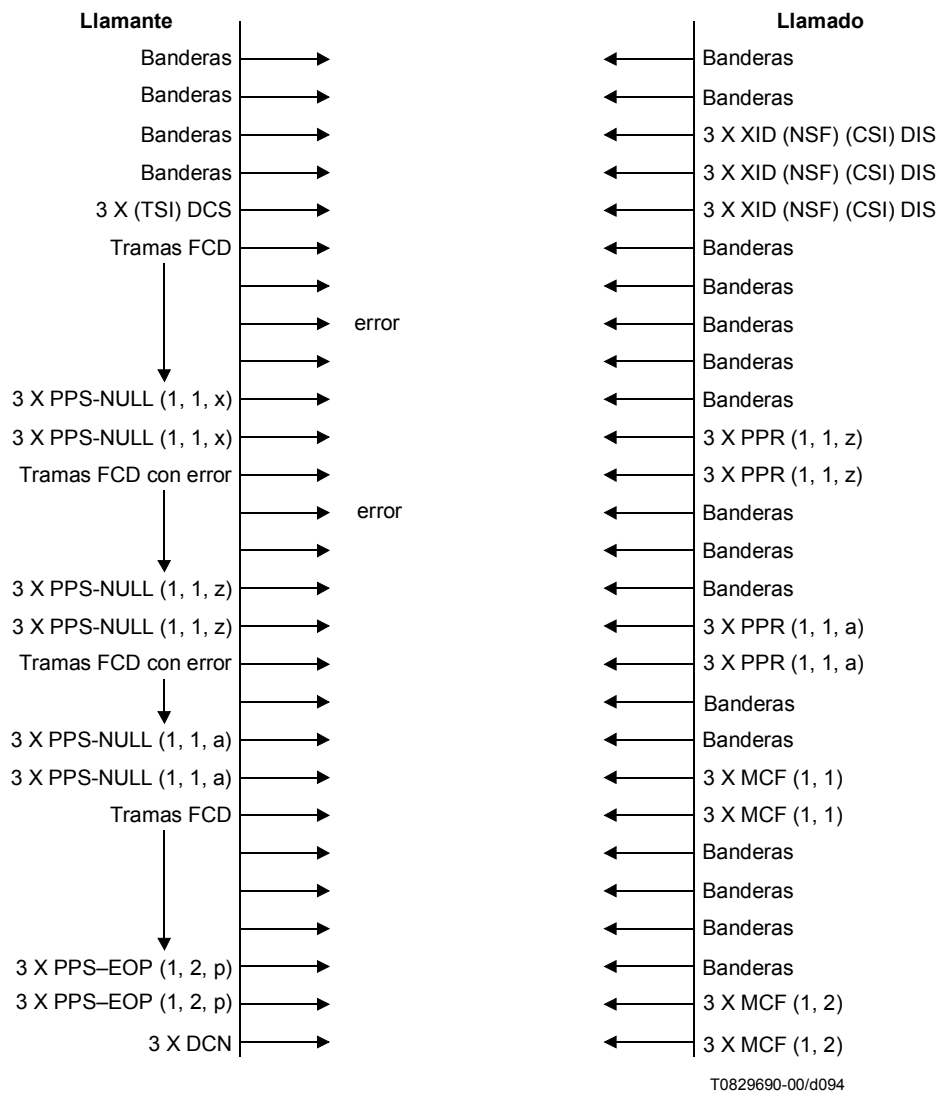 Llamante Llamado
Banderas Banderas
Banderas Banderas
Banderas 3 X XID (NSF) (CSI) DIS
Banderas 3 X XID (NSF) (CSI) DIS
3 X (TSI) DCS 3 X XID (NSF) (CSI) DIS
Tramas FCD Banderas
Banderas
error Banderas
Banderas
3 X PPS-NULL (1, 1, x) Banderas
3 X PPS-NULL (1, 1, x) 3 X PPR (1, 1, z)
Tramas FCD con error 3 X PPR (1, 1, z)
error Banderas
Banderas
3 X PPS-NULL (1, 1, z) Banderas
3 X PPS-NULL (1, 1, z) 3 X PPR (1, 1, a)
Tramas FCD con error 3 X PPR (1, 1, a)
Banderas
3 X PPS-NULL (1, 1, a) Banderas
3 X PPS-NULL (1, 1, a) 3 X MCF (1, 1)
Tramas FCD 3 X MCF (1, 1)
Banderas
Banderas
Banderas
3 X PPS–EOP (1, 2, p) Banderas
3 X PPS–EOP (1, 2, p) 3 X MCF (1, 2)
3 X DCN 3 X MCF (1, 2)
T0829690-00/d094